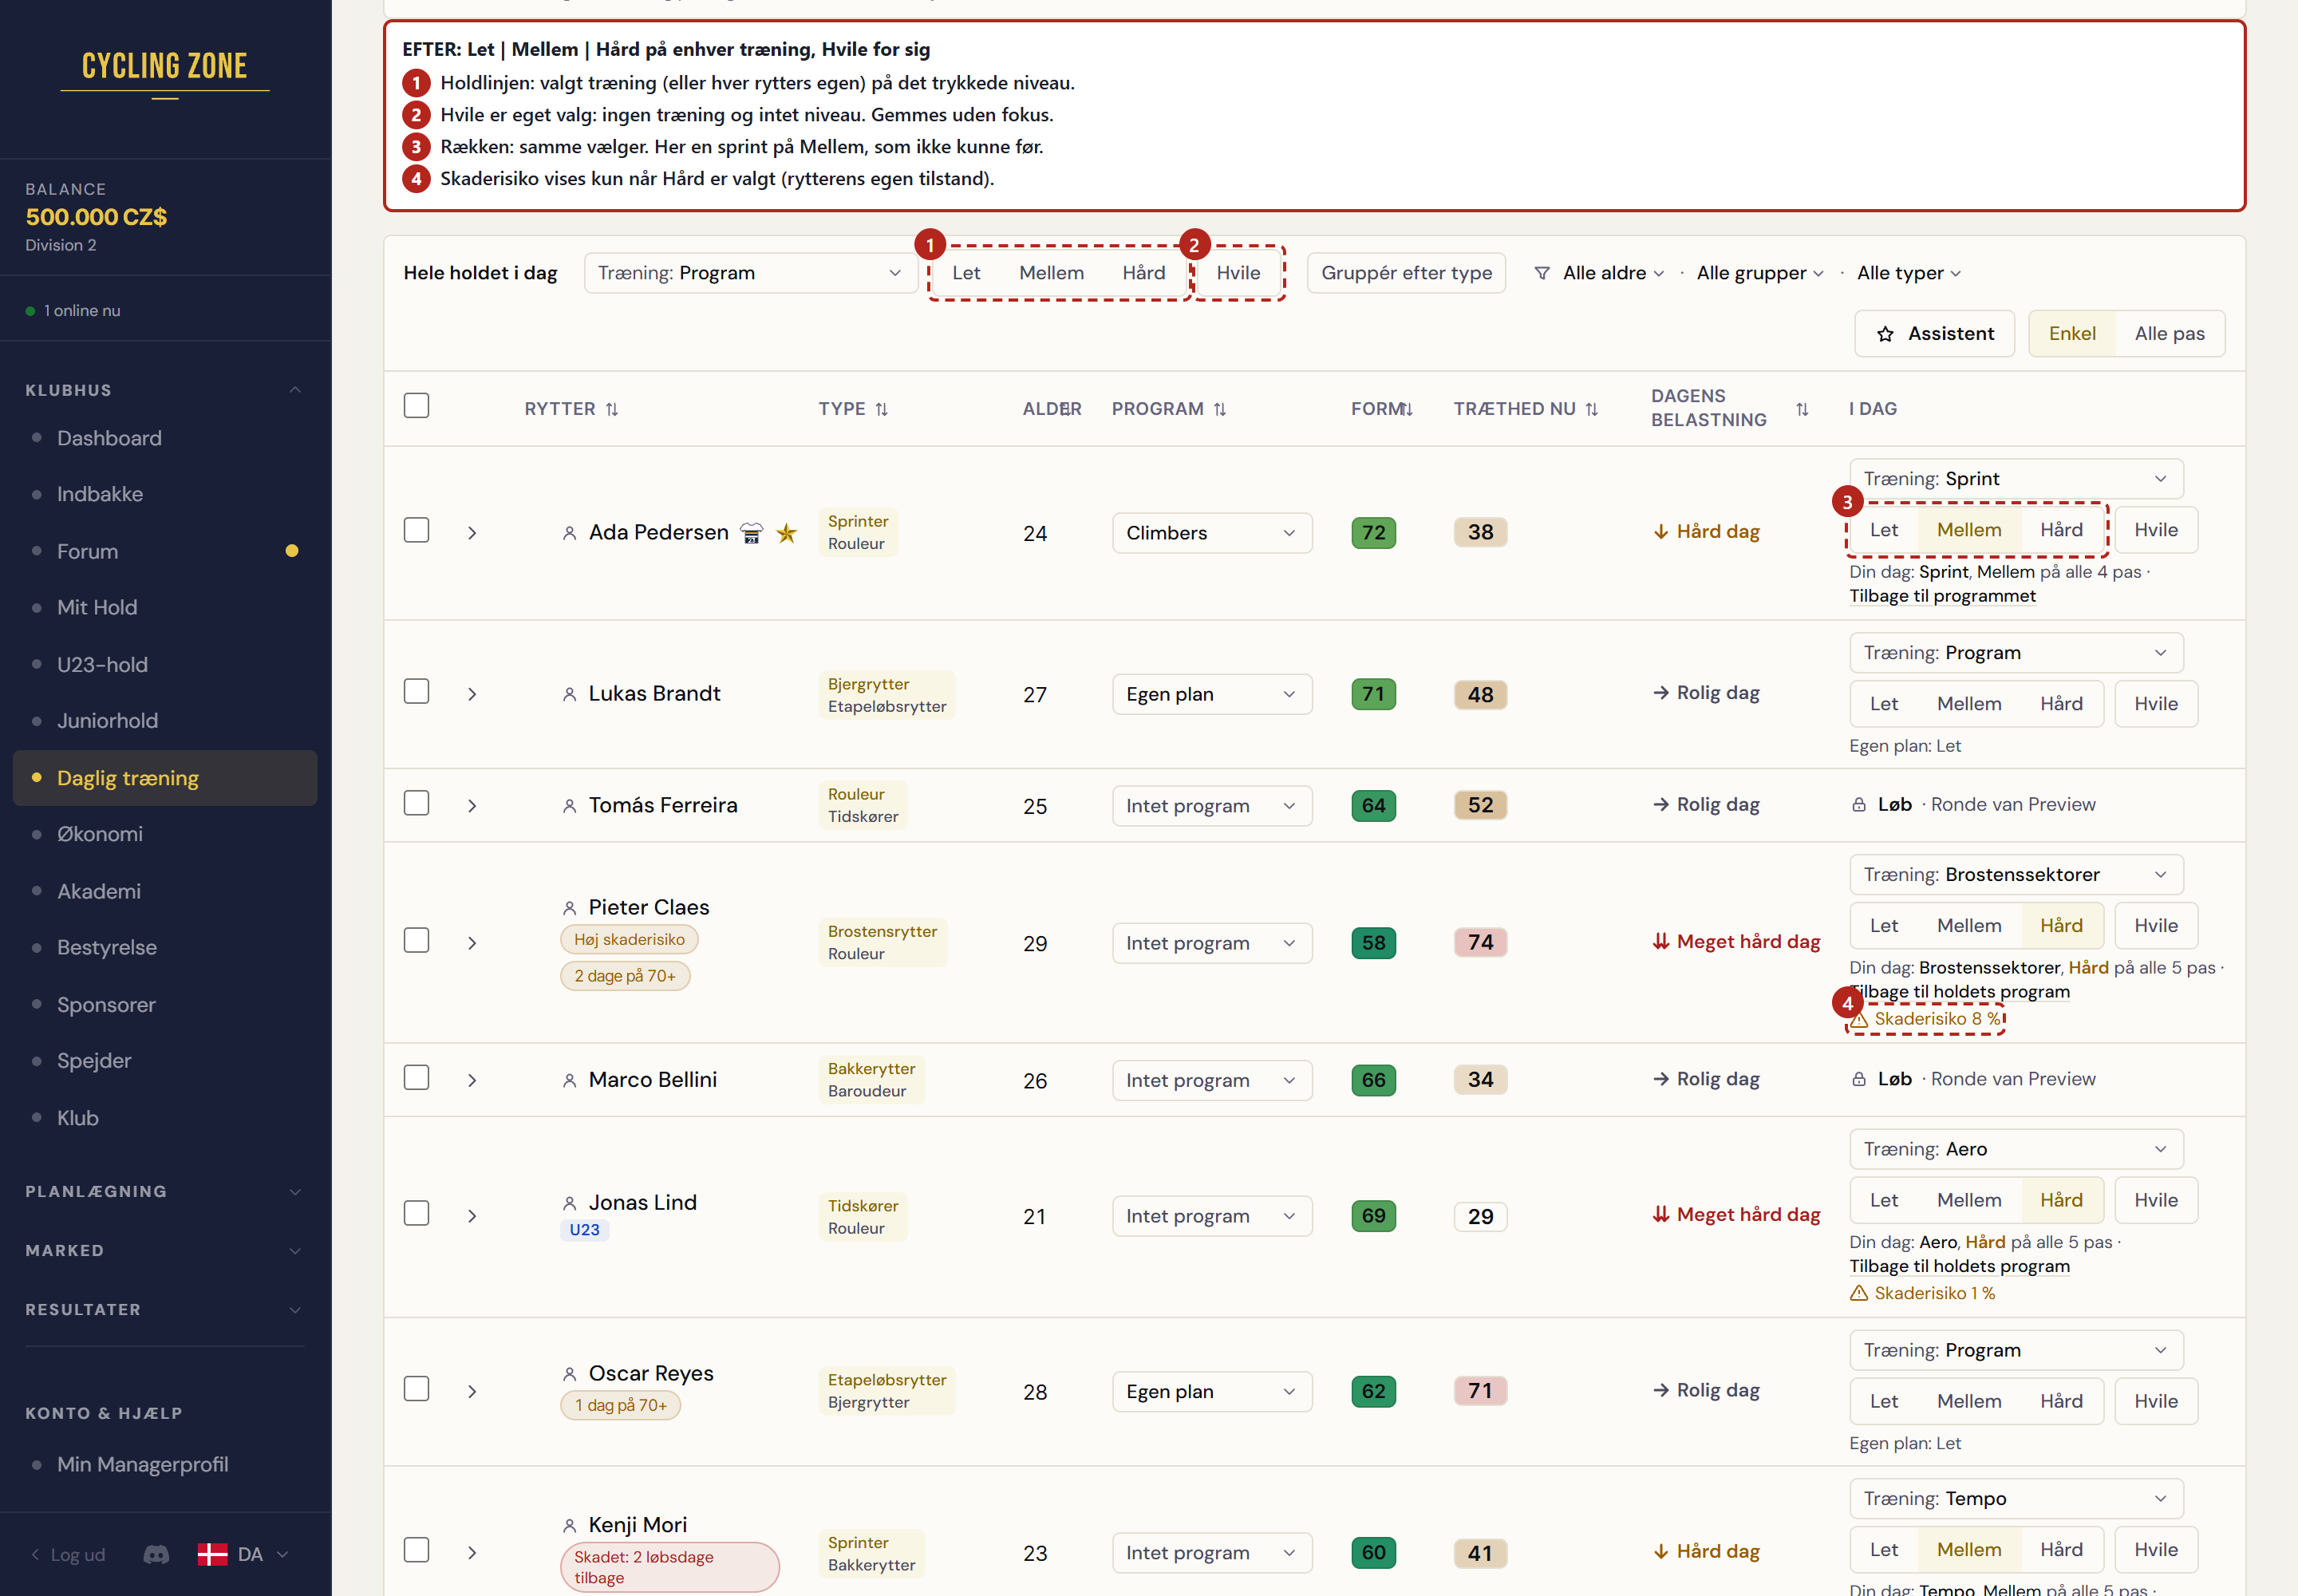 CYCLING ZONE
BALANCE
500.000 CZ$
Division 2
1 online nu
KLUBHUS
Dashboard
Indbakke
Forum
Mit Hold
U23-hold
Juniorhold
Daglig træning
Økonomi
Akademi
Bestyrelse
Sponsorer
Spejder
Klub
PLANLÆGNING
MARKED
RESULTATER
KONTO & HJÆLP
Min Managerprofil
Log ud DA
EFTER: Let | Mellem | Hård på enhver træning, Hvile for sig
1 Holdlinjen: valgt træning (eller hver rytters egen) på det trykkede niveau.
2 Hvile er eget valg: ingen træning og intet niveau. Gemmes uden fokus.
3 Rækken: samme vælger. Her en sprint på Mellem, som ikke kunne før.
4 Skaderisiko vises kun når Hård er valgt (rytterens egen tilstand).
1 2
Hele holdet i dag Træning: Program Let Mellem Hård Hvile Gruppér efter type Alle aldre · Alle grupper · Alle typer
Assistent Enkel Alle pas
RYTTER TYPE ALDER PROGRAM FORM TRÆTHED NU DAGENS BELASTNING I DAG
Ada Pedersen 23 Sprinter Rouleur 24 Climbers 72 38 Hård dag
Træning: Sprint
3
Let Mellem Hård Hvile
Din dag: Sprint, Mellem på alle 4 pas ·
Tilbage til programmet
Lukas Brandt Bjergrytter Etapeløbsrytter 27 Egen plan 71 48 Rolig dag
Træning: Program
Let Mellem Hård Hvile
Egen plan: Let
Tomás Ferreira Rouleur Tidskører 25 Intet program 64 52 Rolig dag Løb · Ronde van Preview
Pieter Claes
Høj skaderisiko
2 dage på 70+
Brostensrytter Rouleur 29 Intet program 58 74 Meget hård dag
Træning: Brostenssektorer
Let Mellem Hård Hvile
Din dag: Brostenssektorer, Hård på alle 5 pas ·
Tilbage til holdets program
4
Skaderisiko 8 %
Marco Bellini Bakkerytter Baroudeur 26 Intet program 66 34 Rolig dag Løb · Ronde van Preview
Jonas Lind
U23
Tidskører Rouleur 21 Intet program 69 29 Meget hård dag
Træning: Aero
Let Mellem Hård Hvile
Din dag: Aero, Hård på alle 5 pas ·
Tilbage til holdets program
Skaderisiko 1 %
Oscar Reyes
1 dag på 70+
Etapeløbsrytter Bjergrytter 28 Egen plan 62 71 Rolig dag
Træning: Program
Let Mellem Hård Hvile
Egen plan: Let
Kenji Mori
Skadet: 2 løbsdage tilbage
Sprinter Bakkerytter 23 Intet program 60 41 Hård dag
Træning: Tempo
Let Mellem Hård Hvile
Din dag: Tempo, Mellem på alle 5 pas ·